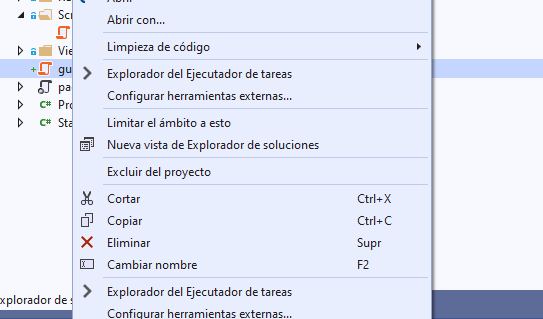 Abrir
Abrir con...
Limpieza de código
Explorador del Ejecutador de tareas
Configurar herramientas externas...
Limitar el ámbito a esto
Nueva vista de Explorador de soluciones
Excluir del proyecto
Cortar Ctrl+X
Copiar Ctrl+C
Eliminar Supr
Cambiar nombre F2
Explorador del Ejecutador de tareas
Configurar herramientas externas...
Scr
Vie
gu
pa
C# Pro
C# Sta
xplorador de s